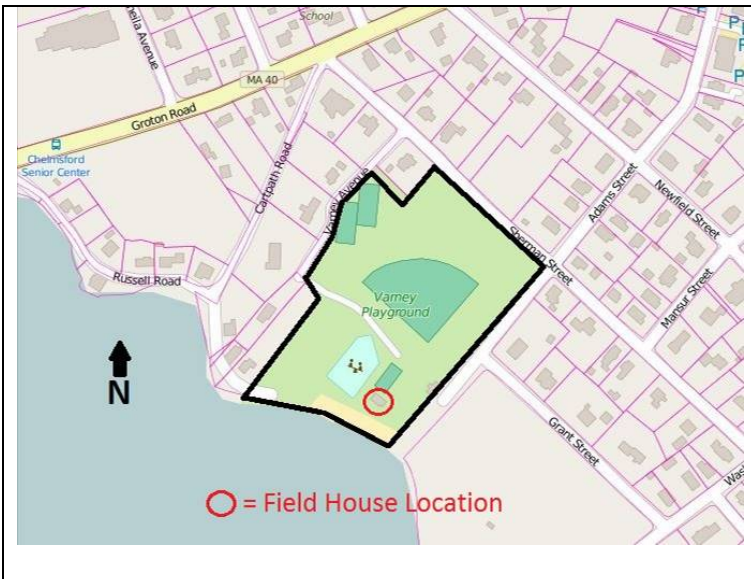 School
MA 40
Groton Road
Chelmsford
Senior Center
Cartpath Road
Varney Avenue
Russell Road
Sherman Street
Adams Street
Newfield Street
Mansur Street
Varney
Playground
N
Grant Street
= Field House Location